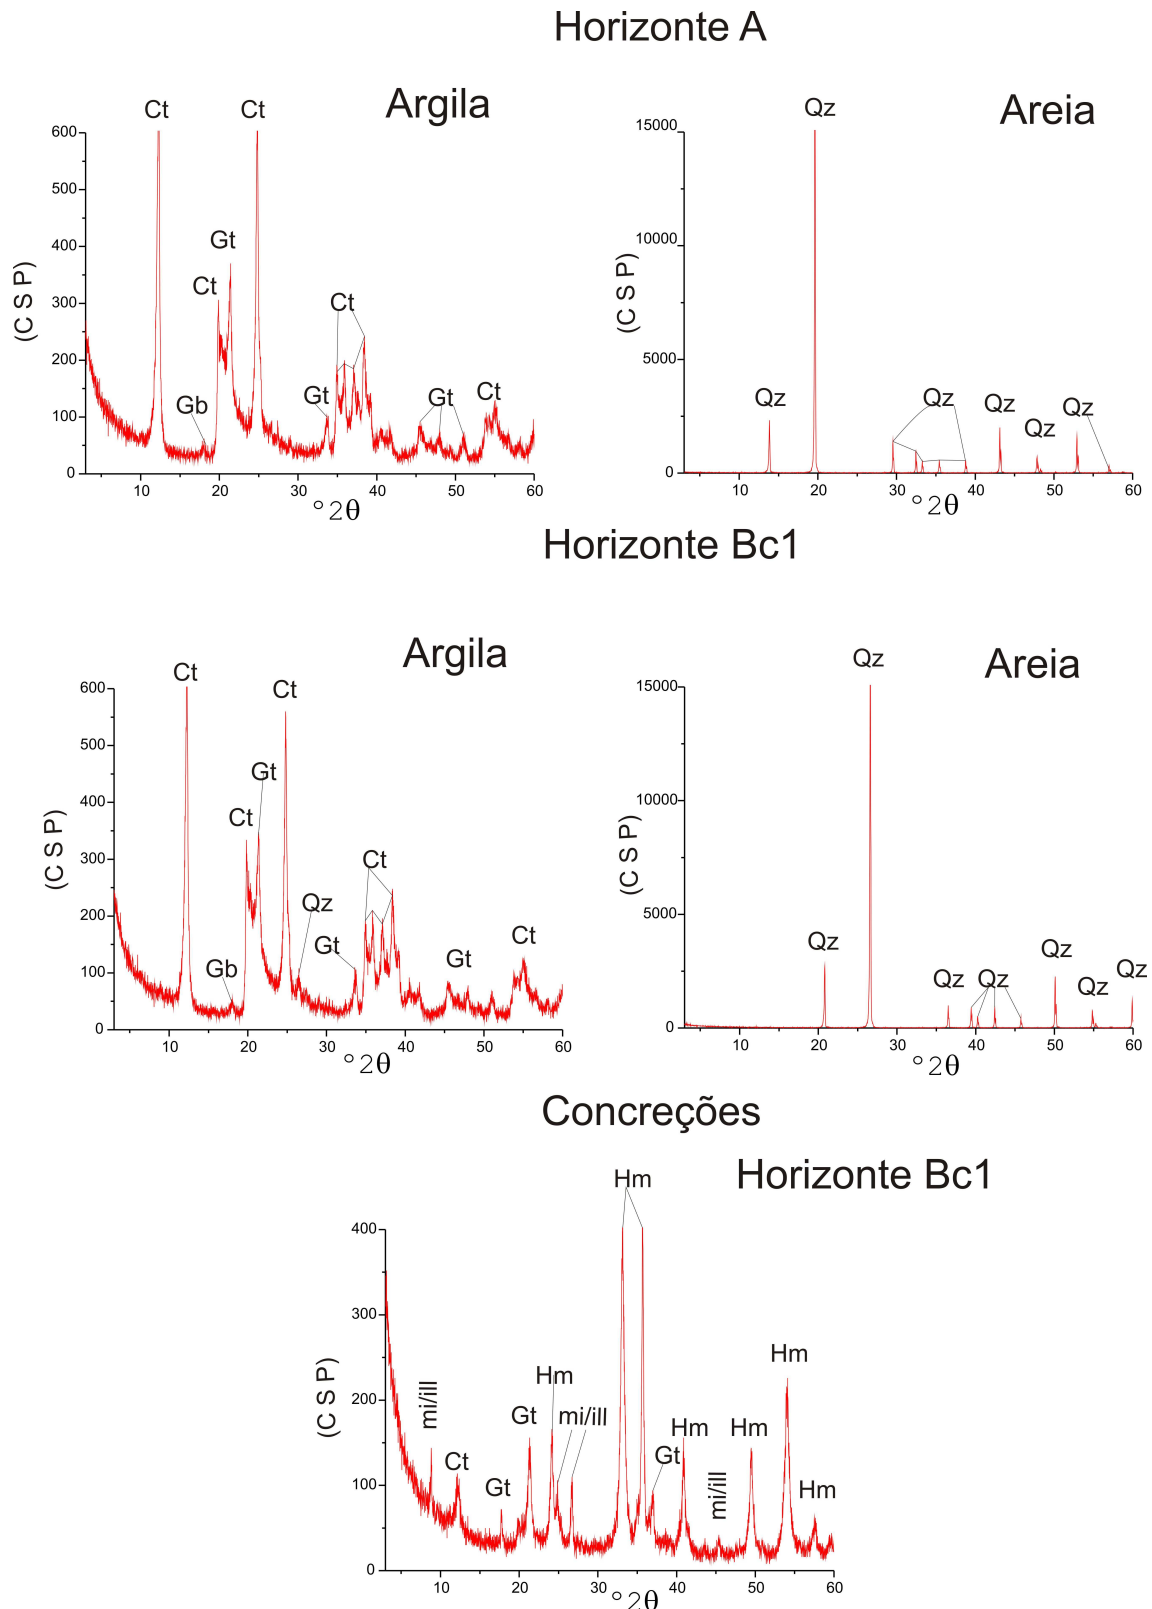 Horizonte A
Argila
Ct Ct
Gt
Ct
Ct
Gb Gt Gt Ct
(C S P)
600
500
400
300
200
100
0
10 20 30 40 50 60
°2θ
Areia
Qz
Qz Qz Qz Qz Qz
(C S P)
15000
10000
5000
0
10 20 30 40 50 60
°2θ
Horizonte Bc1
Argila
Ct Ct
Gt
Ct Ct
Qz
Gb Gt Gt Ct
(C S P)
600
500
400
300
200
100
0
10 20 30 40 50 60
°2θ
Areia
Qz
Qz Qz Qz Qz Qz Qz
(C S P)
15000
10000
5000
0
10 20 30 40 50 60
°2θ
Concreções
Horizonte Bc1
Hm
Hm Hm
mi/ill Gt mi/ill Hm Hm
Ct Gt Gt mi/ill Hm
(C S P)
400
300
200
100
0
10 20 30 40 50 60
°2θ